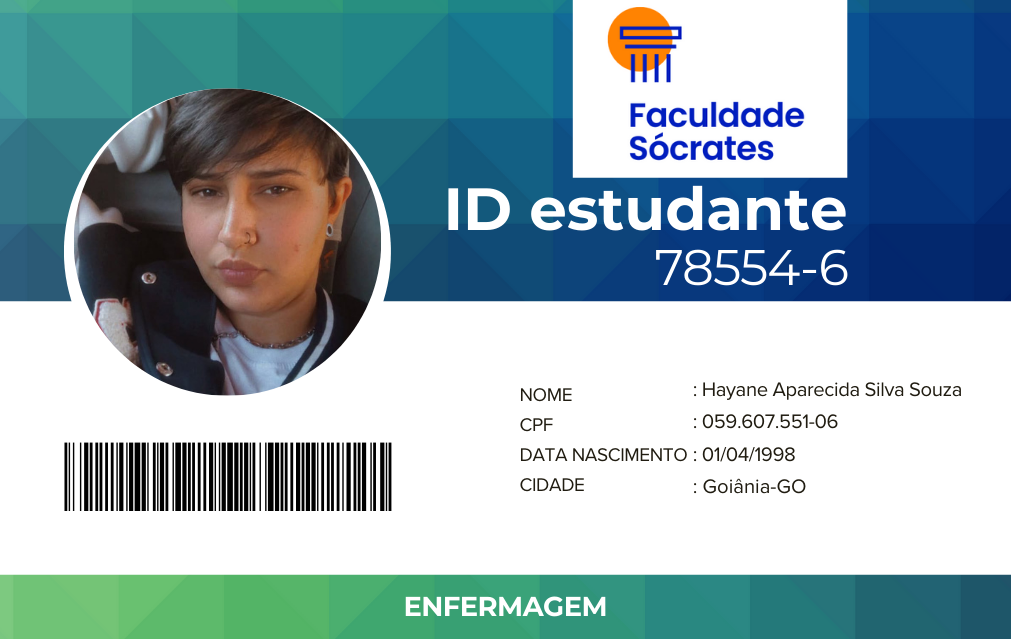 Faculdade
Sócrates
ID estudante
78554-6
NOME : Hayane Aparecida Silva Souza
CPF : 059.607.551-06
DATA NASCIMENTO : 01/04/1998
CIDADE : Goiânia-GO
ENFERMAGEM